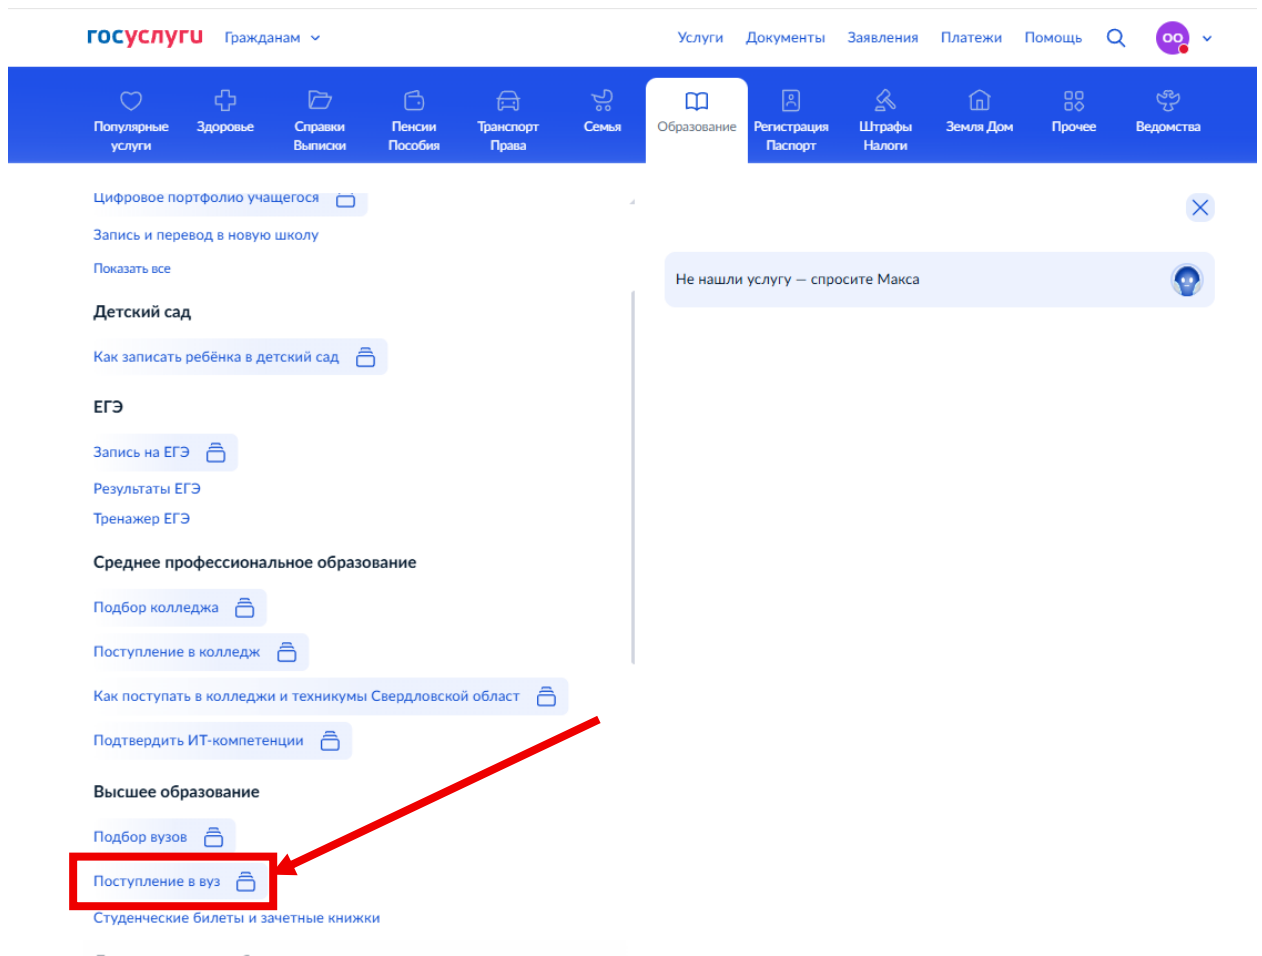 госуслуги Гражданам Услуги Документы Заявления Платежи Помощь ОО
Популярные услуги
Здоровье
Справки Выписки
Пенсии Пособия
Транспорт Права
Семья
Образование
Регистрация Паспорт
Штрафы Налоги
Земля Дом
Прочее
Ведомства
Цифровое портфолио учащегося
Запись и перевод в новую школу
Показать все
Не нашли услугу — спросите Макса
Детский сад
Как записать ребёнка в детский сад
ЕГЭ
Запись на ЕГЭ
Результаты ЕГЭ
Тренажер ЕГЭ
Среднее профессиональное образование
Подбор колледжа
Поступление в колледж
Как поступать в колледжи и техникумы Свердловской област
Подтвердить ИТ-компетенции
Высшее образование
Подбор вузов
Поступление в вуз
Студенческие билеты и зачетные книжки